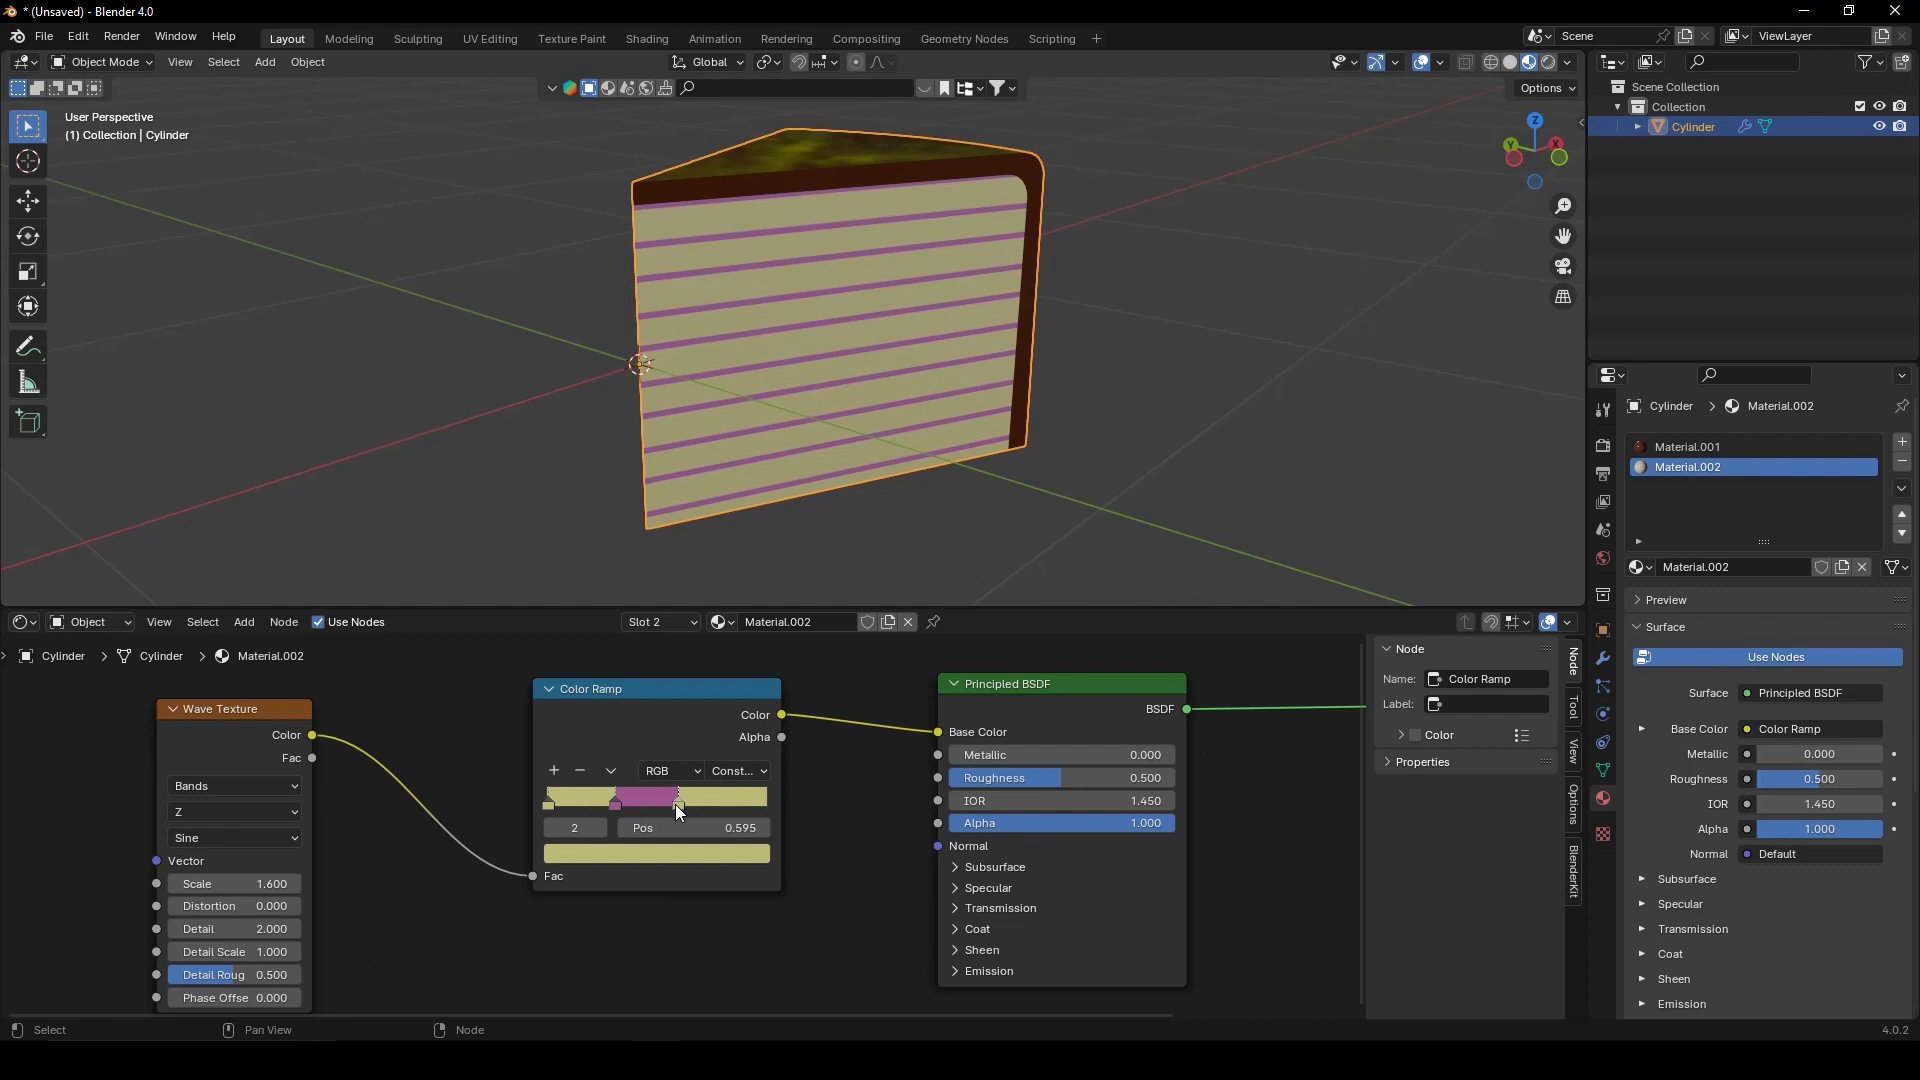 * (Unsaved) - Blender 4.0
File Edit Render Window Help Layout Modeling Sculpting UV Editing Texture Paint Shading Animation Rendering Compositing Geometry Nodes Scripting + Scene ViewLayer
Object Mode View Select Add Object Global
Options
User Perspective
(1) Collection | Cylinder
Z
Y
X
Scene Collection
Collection
Cylinder
Cylinder > Material.002
Material.001
Material.002
Material.002
Preview
Surface
Use Nodes
Surface Principled BSDF
Base Color Color Ramp
Metallic 0.000
Roughness 0.500
IOR 1.450
Alpha 1.000
Normal Default
Subsurface
Specular
Transmission
Coat
Sheen
Emission
Object View Select Add Node Use Nodes Slot 2 Material.002
Cylinder > Cylinder > Material.002
Wave Texture
Color
Fac
Bands
Z
Sine
Vector
Scale 1.600
Distortion 0.000
Detail 2.000
Detail Scale 1.000
Detail Roug 0.500
Phase Offse 0.000
Color Ramp
Color
Alpha
RGB Const...
2 Pos 0.595
Fac
Principled BSDF
BSDF
Base Color
Metallic 0.000
Roughness 0.500
IOR 1.450
Alpha 1.000
Normal
Subsurface
Specular
Transmission
Coat
Sheen
Emission
Node
Name: Color Ramp
Label:
Color
Properties
Node
Tool
View
Options
BlenderKit
Select Pan View Node 4.0.2